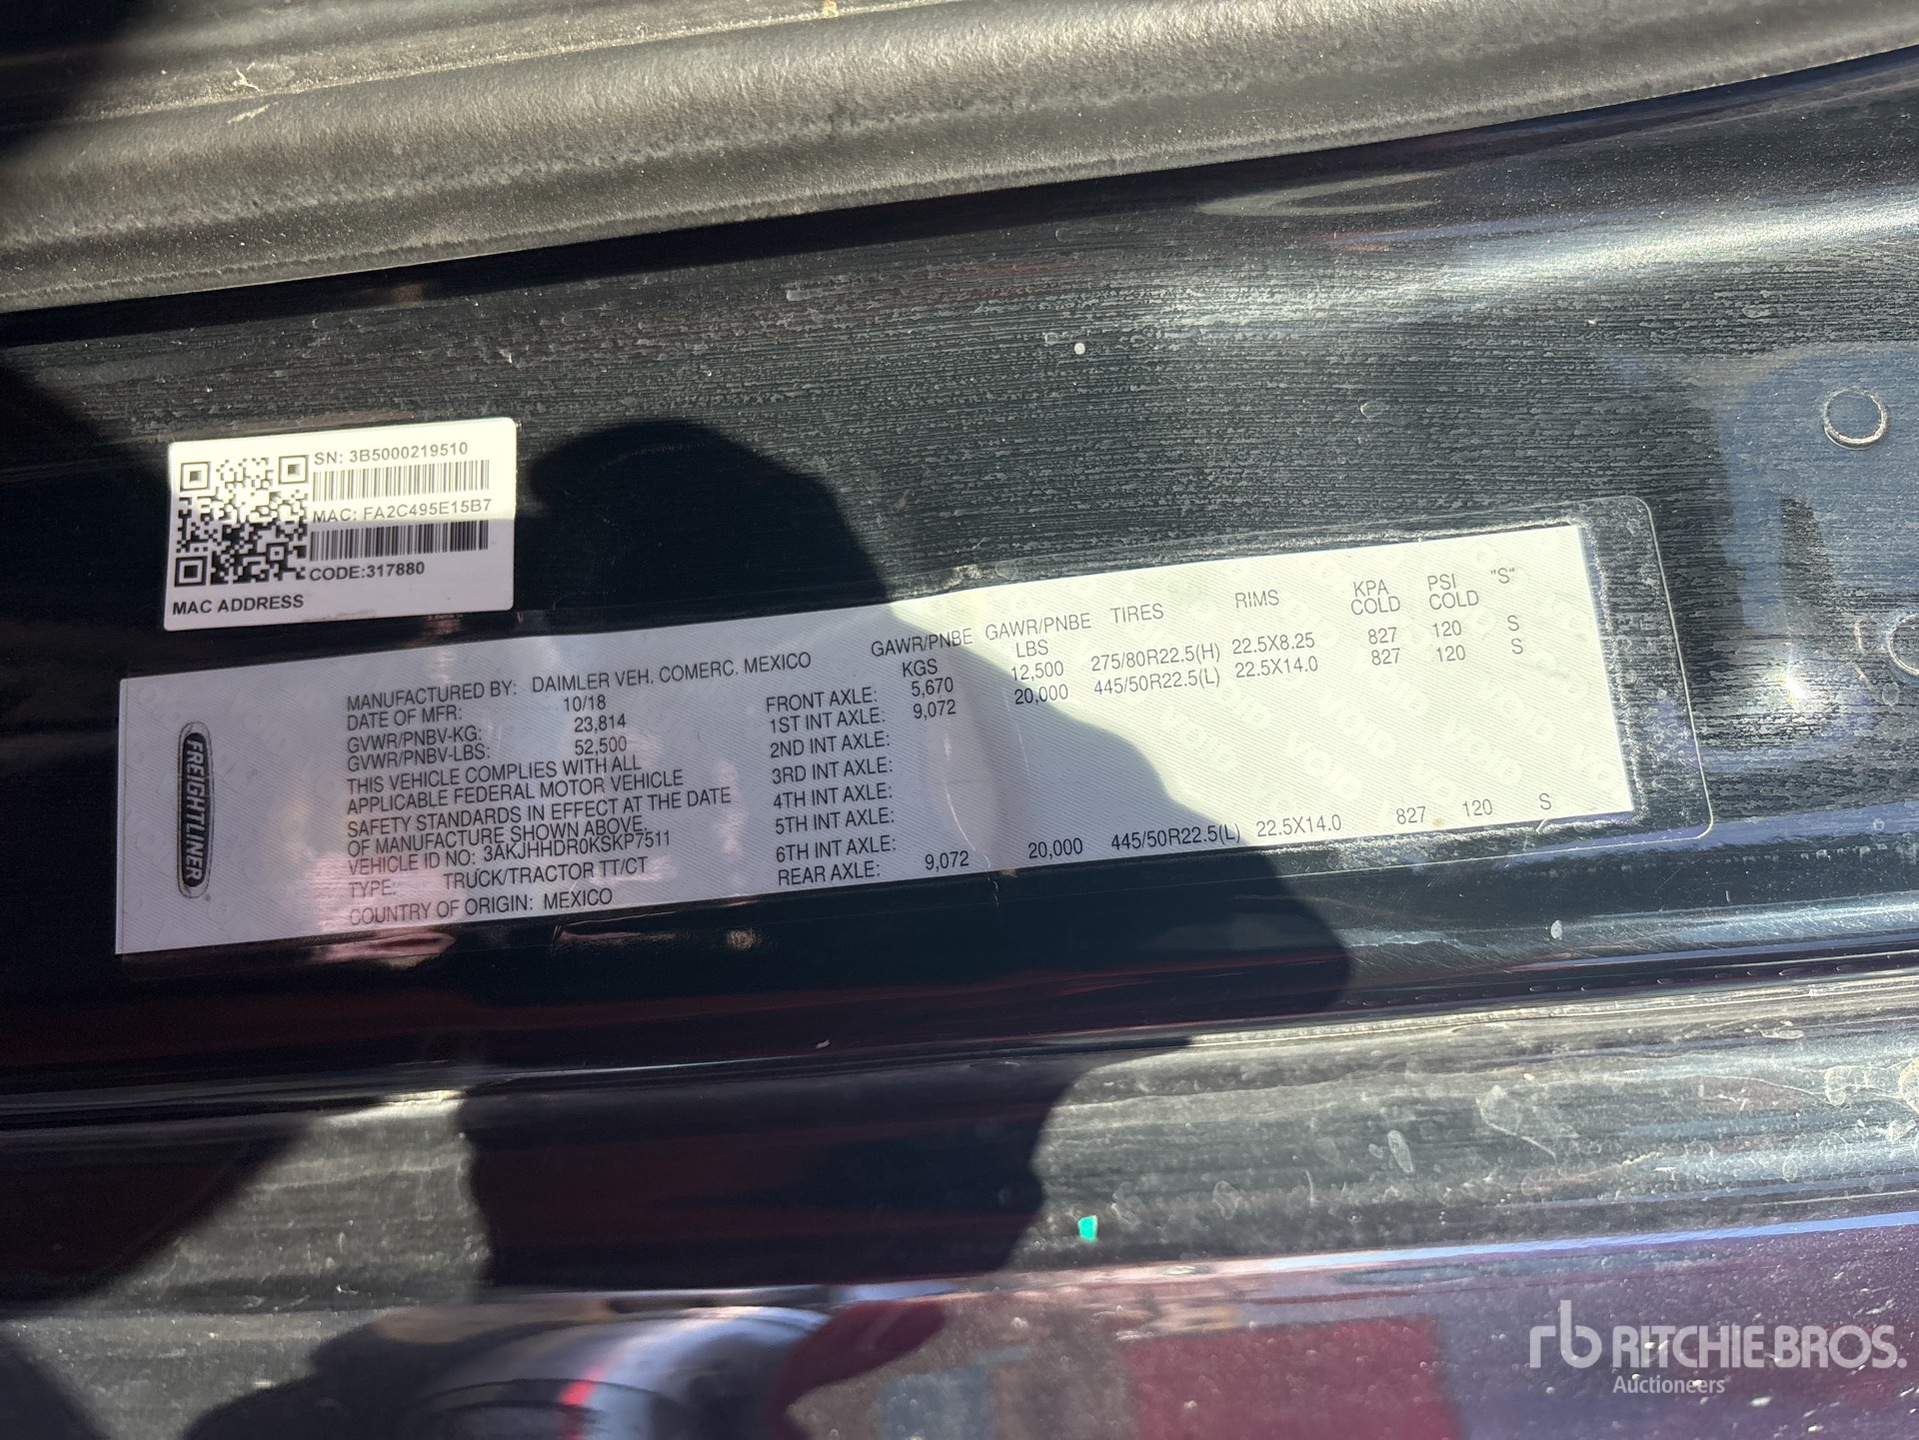 SN: 3B5000219510
MAC: FA2C495E15B7
CODE:317880
MAC ADDRESS
FREIGHTLINER
MANUFACTURED BY: DAIMLER VEH. COMERC. MEXICO
DATE OF MFR: 10/18
GVWR/PNBV-KG: 23,814
GVWR/PNBV-LBS: 52,500
THIS VEHICLE COMPLIES WITH ALL
APPLICABLE FEDERAL MOTOR VEHICLE
SAFETY STANDARDS IN EFFECT AT THE DATE
OF MANUFACTURE SHOWN ABOVE.
VEHICLE ID NO: 3AKJHHDR0KSKP7511
TYPE: TRUCK/TRACTOR TT/CT
COUNTRY OF ORIGIN: MEXICO
GAWR/PNBE GAWR/PNBE TIRES RIMS KPA PSI "S"
KGS LBS COLD COLD
FRONT AXLE: 5,670 12,500 275/80R22.5(H) 22.5X8.25 827 120 S
1ST INT AXLE: 9,072 20,000 445/50R22.5(L) 22.5X14.0 827 120 S
2ND INT AXLE:
3RD INT AXLE:
4TH INT AXLE:
5TH INT AXLE:
6TH INT AXLE:
REAR AXLE: 9,072 20,000 445/50R22.5(L) 22.5X14.0 827 120 S
rb RITCHIE BROS.
Auctioneers